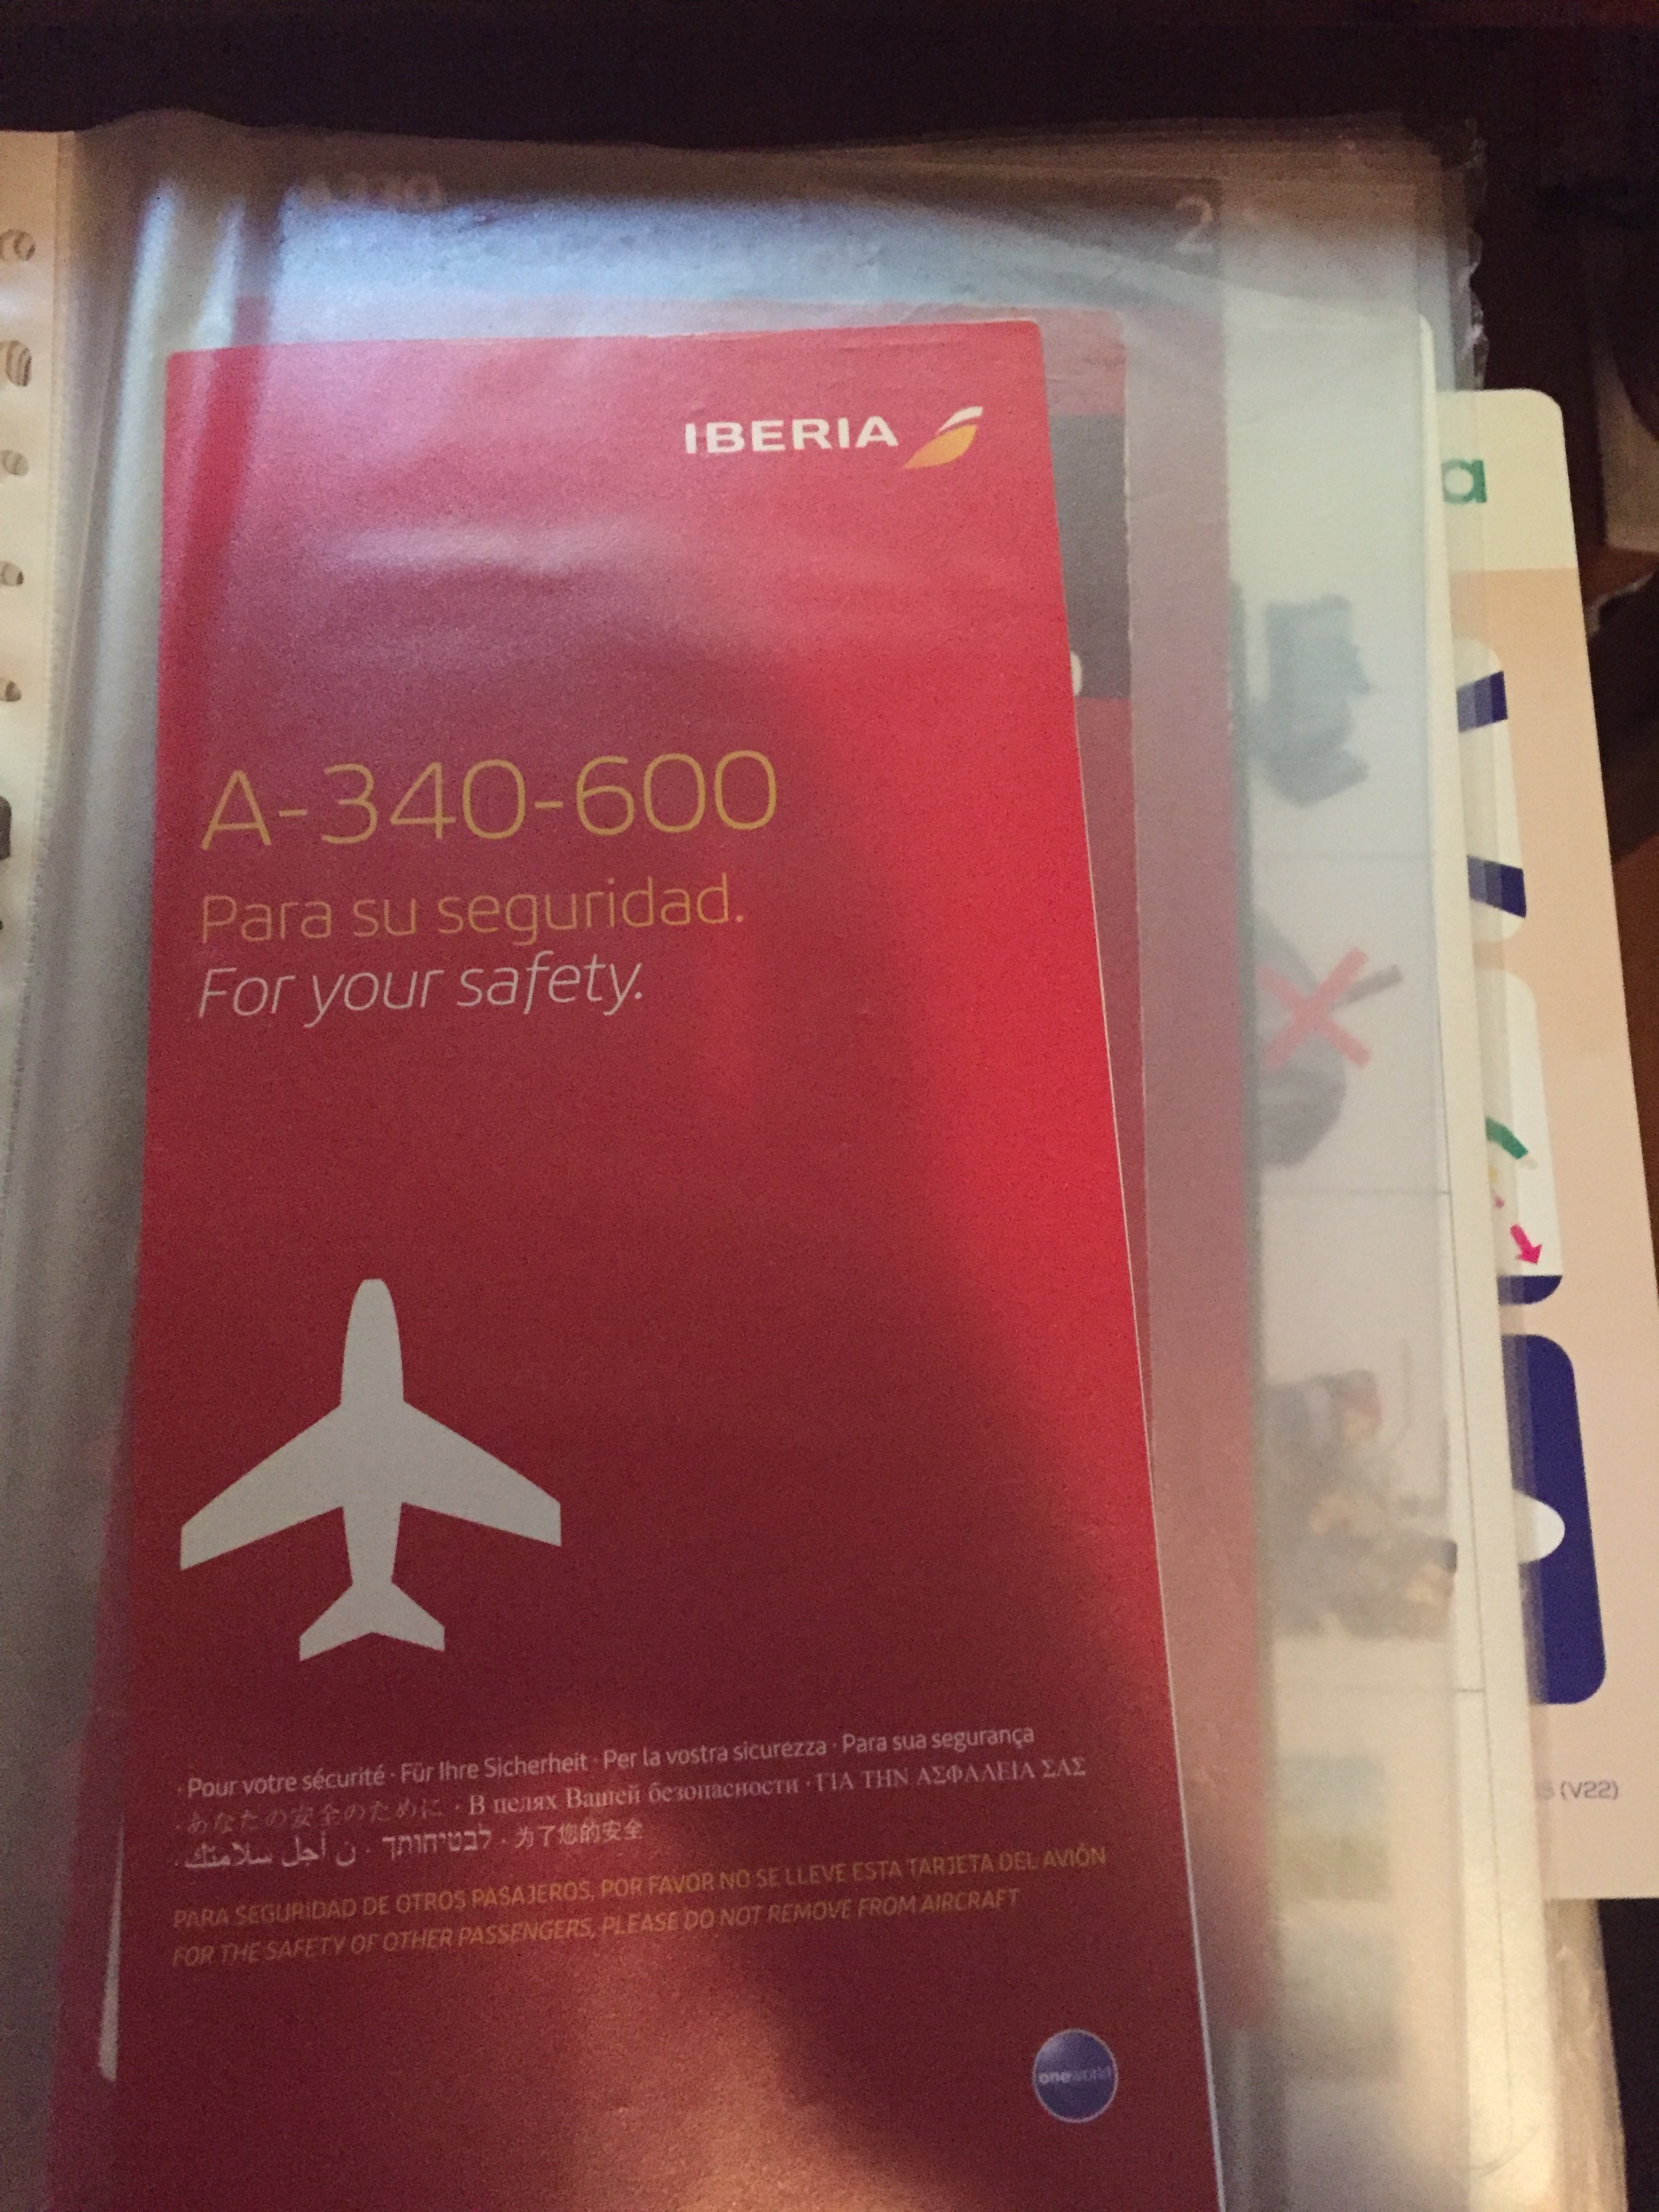 A340
2
IBERIA
a
A-340-600
Para su seguridad.
For your safety.
· Pour votre sécurité · Für Ihre Sicherheit · Per la vostra sicurezza · Para sua segurança
· あなたの安全のために · В целях Вашей безопасности · ΓΙΑ ΤΗΝ ΑΣΦΑΛΕΙΑ ΣΑΣ
· ن أجل سلامتك · לבטיחותך · 为了您的安全
PARA SEGURIDAD DE OTROS PASAJEROS, POR FAVOR NO SE LLEVE ESTA TARJETA DEL AVIÓN
FOR THE SAFETY OF OTHER PASSENGERS, PLEASE DO NOT REMOVE FROM AIRCRAFT
(V22)
oneworld